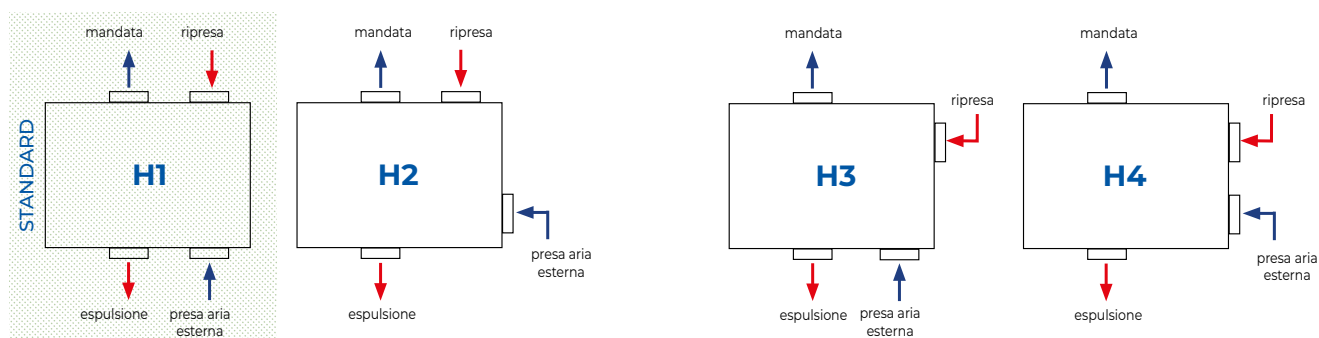 STANDARD
mandata
ripresa
H1
espulsione
presa aria
esterna
mandata
ripresa
H2
presa aria
esterna
espulsione
mandata
ripresa
H3
espulsione
presa aria
esterna
mandata
ripresa
H4
presa aria
esterna
espulsione